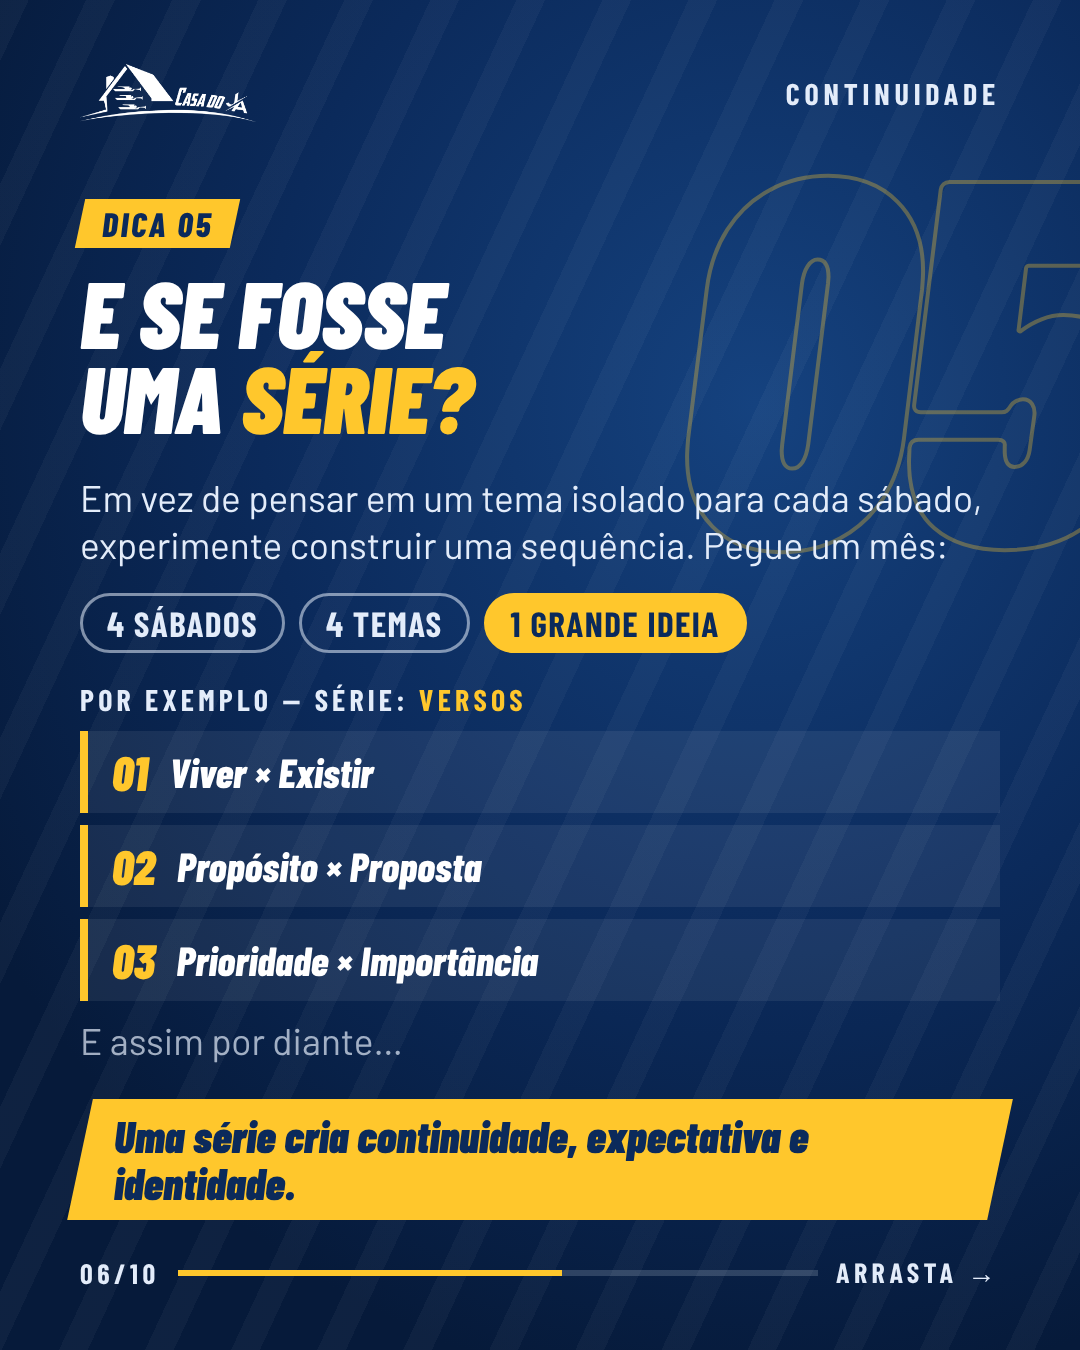 CASA DO JA
CONTINUIDADE
05
DICA 05
E SE FOSSE
UMA SÉRIE?
Em vez de pensar em um tema isolado para cada sábado,
experimente construir uma sequência. Pegue um mês:
4 SÁBADOS
4 TEMAS
1 GRANDE IDEIA
POR EXEMPLO — SÉRIE: VERSOS
01 Viver × Existir
02 Propósito × Proposta
03 Prioridade × Importância
E assim por diante...
Uma série cria continuidade, expectativa e
identidade.
06/10
ARRASTA →